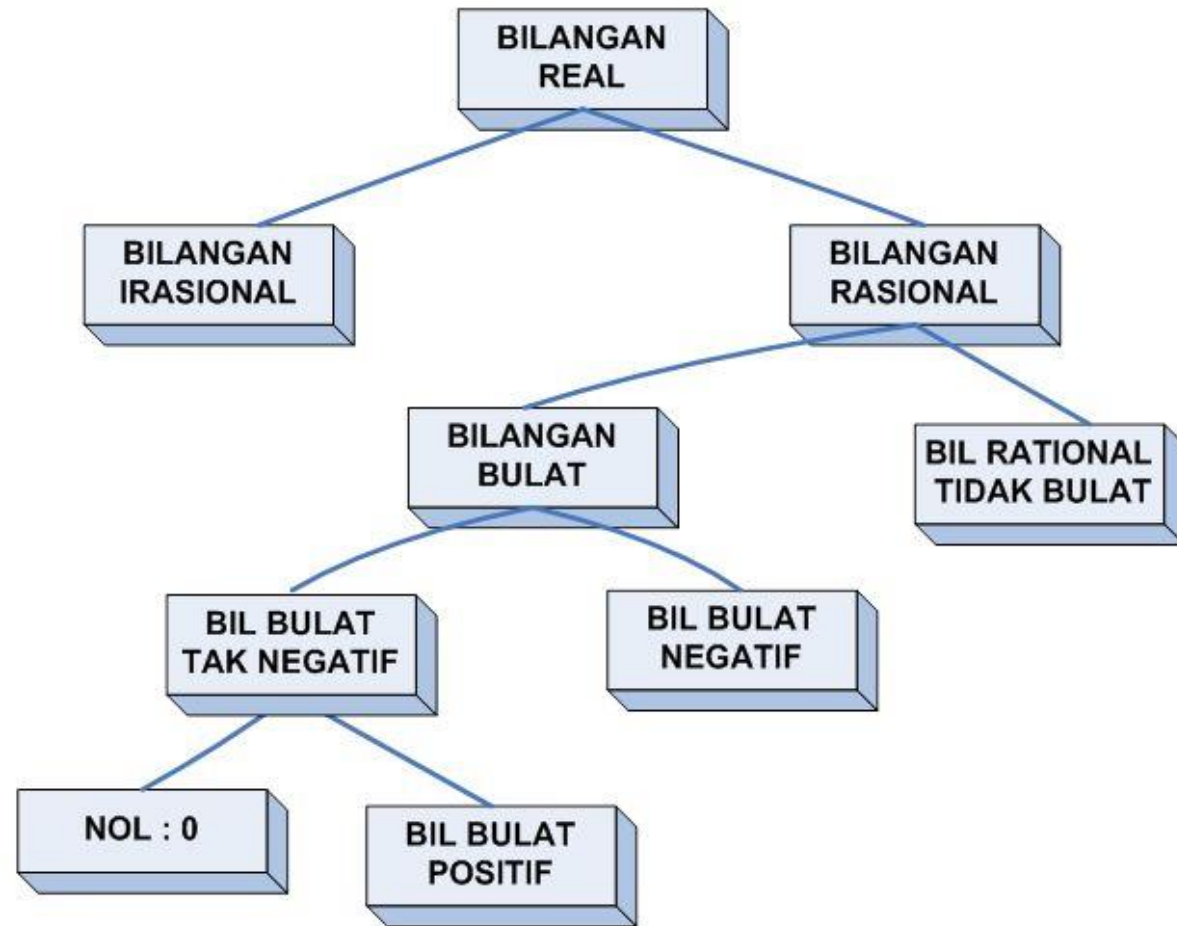 BILANGAN
REAL
BILANGAN
IRASIONAL
BILANGAN
RASIONAL
BILANGAN
BULAT
BIL RATIONAL
TIDAK BULAT
BIL BULAT
TAK NEGATIF
BIL BULAT
NEGATIF
NOL : 0
BIL BULAT
POSITIF